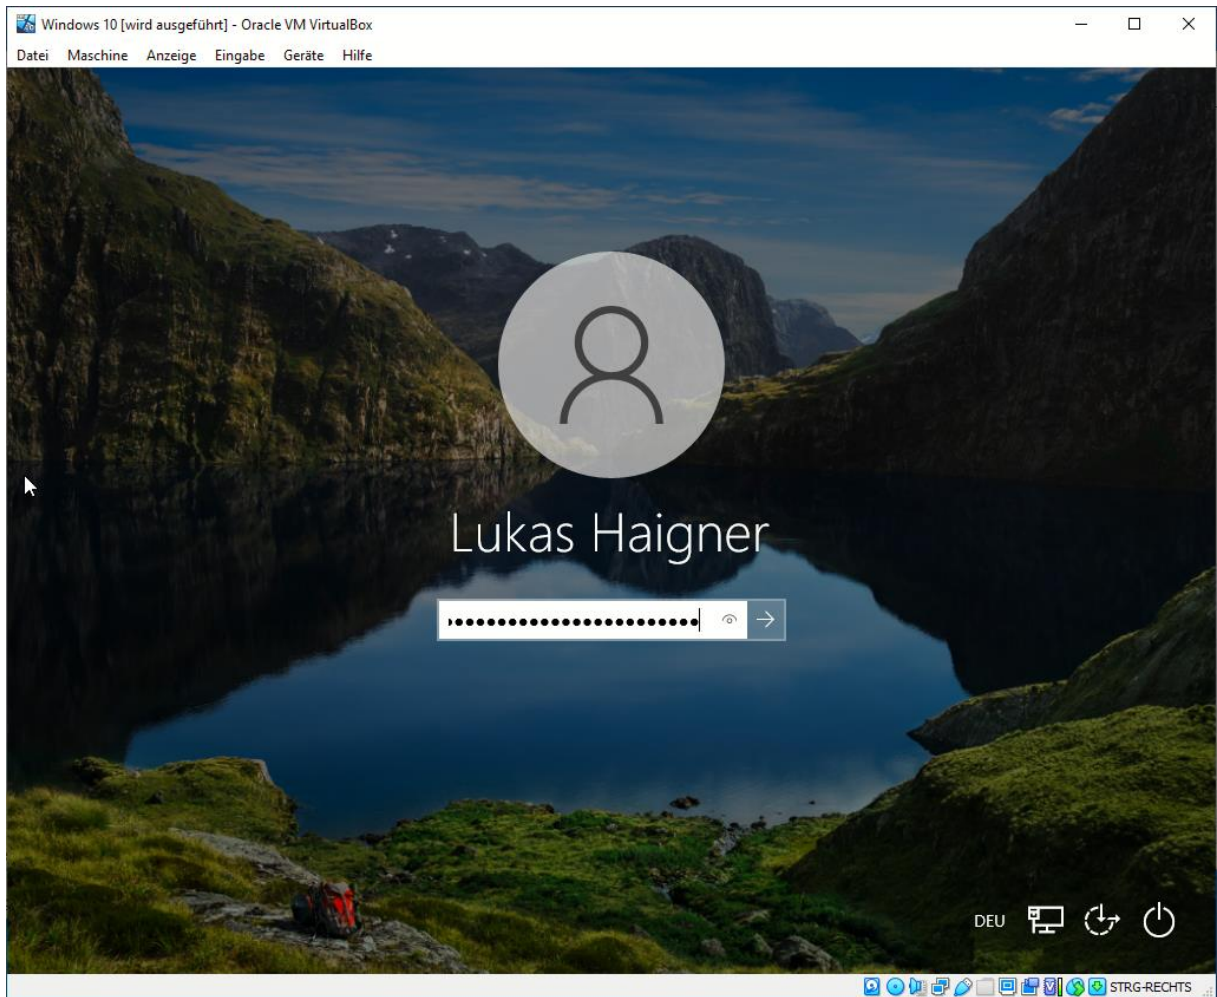 Windows 10 [wird ausgeführt] - Oracle VM VirtualBox
Datei Maschine Anzeige Eingabe Geräte Hilfe
Lukas Haigner
DEU
STRG-RECHTS